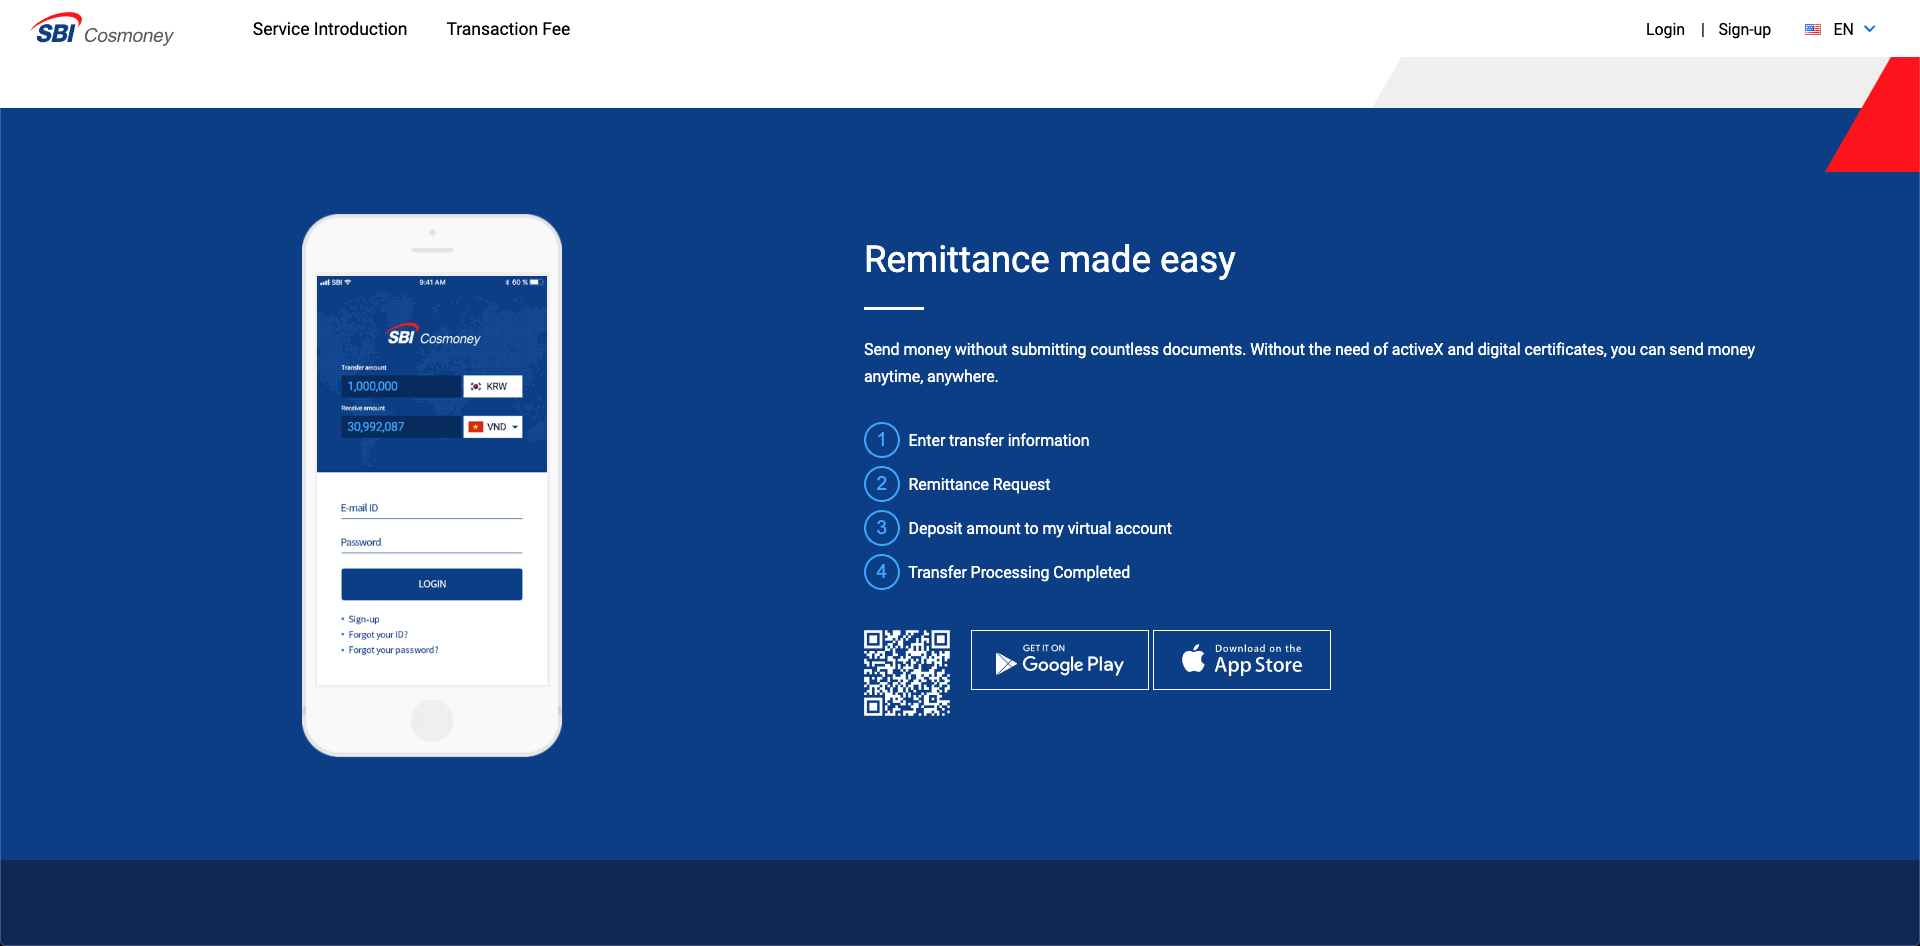 SBI Cosmoney
Service Introduction
Transaction Fee
Login | Sign-up
EN
SBI
9:41 AM
60 %
SBI Cosmoney
Transfer amount
1,000,000
KRW
Receive amount
30,992,087
VND
E-mail ID
Password
LOGIN
• Sign-up
• Forgot your ID?
• Forgot your password?
Remittance made easy
Send money without submitting countless documents. Without the need of activeX and digital certificates, you can send money
anytime, anywhere.
1 Enter transfer information
2 Remittance Request
3 Deposit amount to my virtual account
4 Transfer Processing Completed
GET IT ON
Google Play
Download on the
App Store